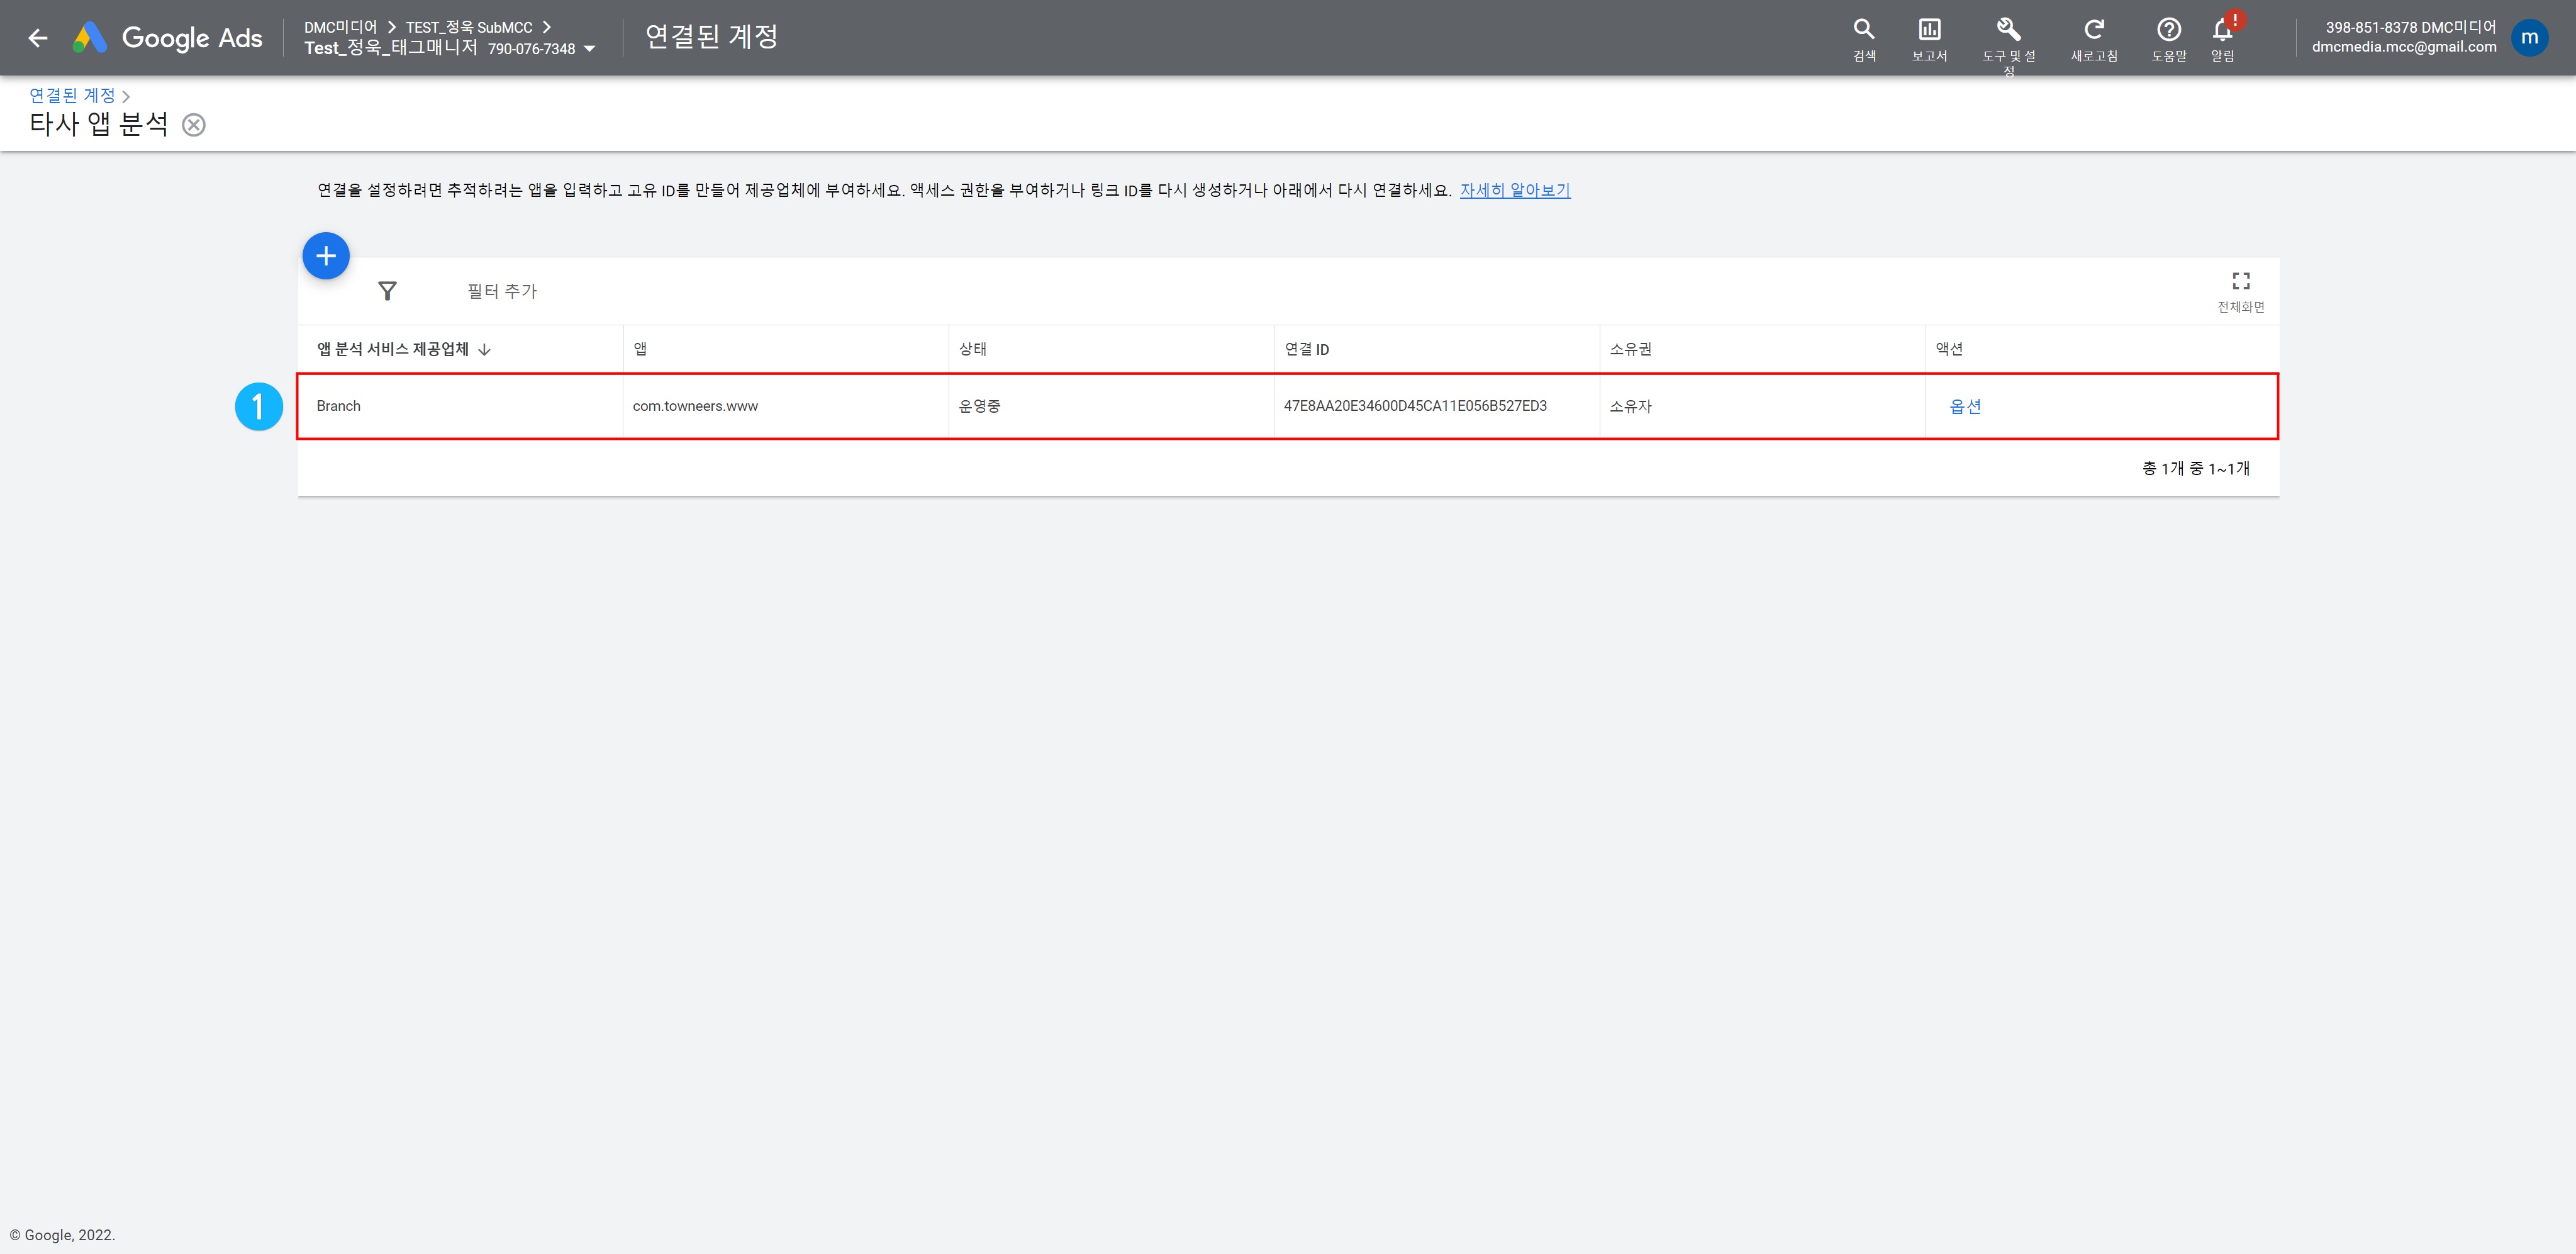 Google Ads
DMC미디어 > TEST_정욱 SubMCC >
Test_정욱_태그매니저 790-076-7348
연결된 계정
검색
보고서
도구 및 설
정
새로고침
도움말
!
알림
398-851-8378 DMC미디어
dmcmedia.mcc@gmail.com
m
연결된 계정 >
타사 앱 분석
연결을 설정하려면 추적하려는 앱을 입력하고 고유 ID를 만들어 제공업체에 부여하세요. 액세스 권한을 부여하거나 링크 ID를 다시 생성하거나 아래에서 다시 연결하세요. 자세히 알아보기
필터 추가
전체화면
앱 분석 서비스 제공업체 ↓ 앱 상태 연결 ID 소유권 액션
1 Branch com.towneers.www 운영중 47E8AA20E34600D45CA11E056B527ED3 소유자 옵션
총 1개 중 1~1개
© Google, 2022.